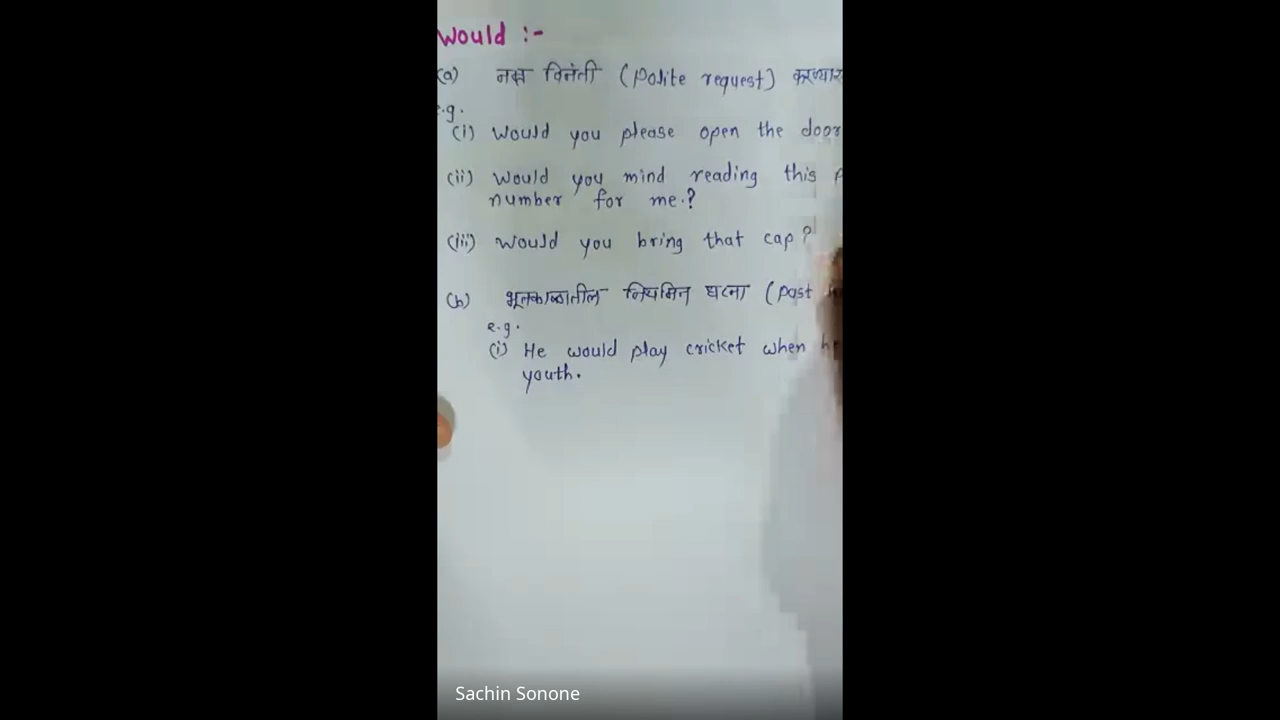 Would :-
(a) नम्र विनंती (Polite request)
e.g.
(i) Would you please open the door
(ii) Would you mind reading this
number for me.?
(iii) Would you bring that cap?
(b) भूतकाळातील नियमित घटना (past
e.g.
(i) He would play cricket when
youth.
Sachin Sonone